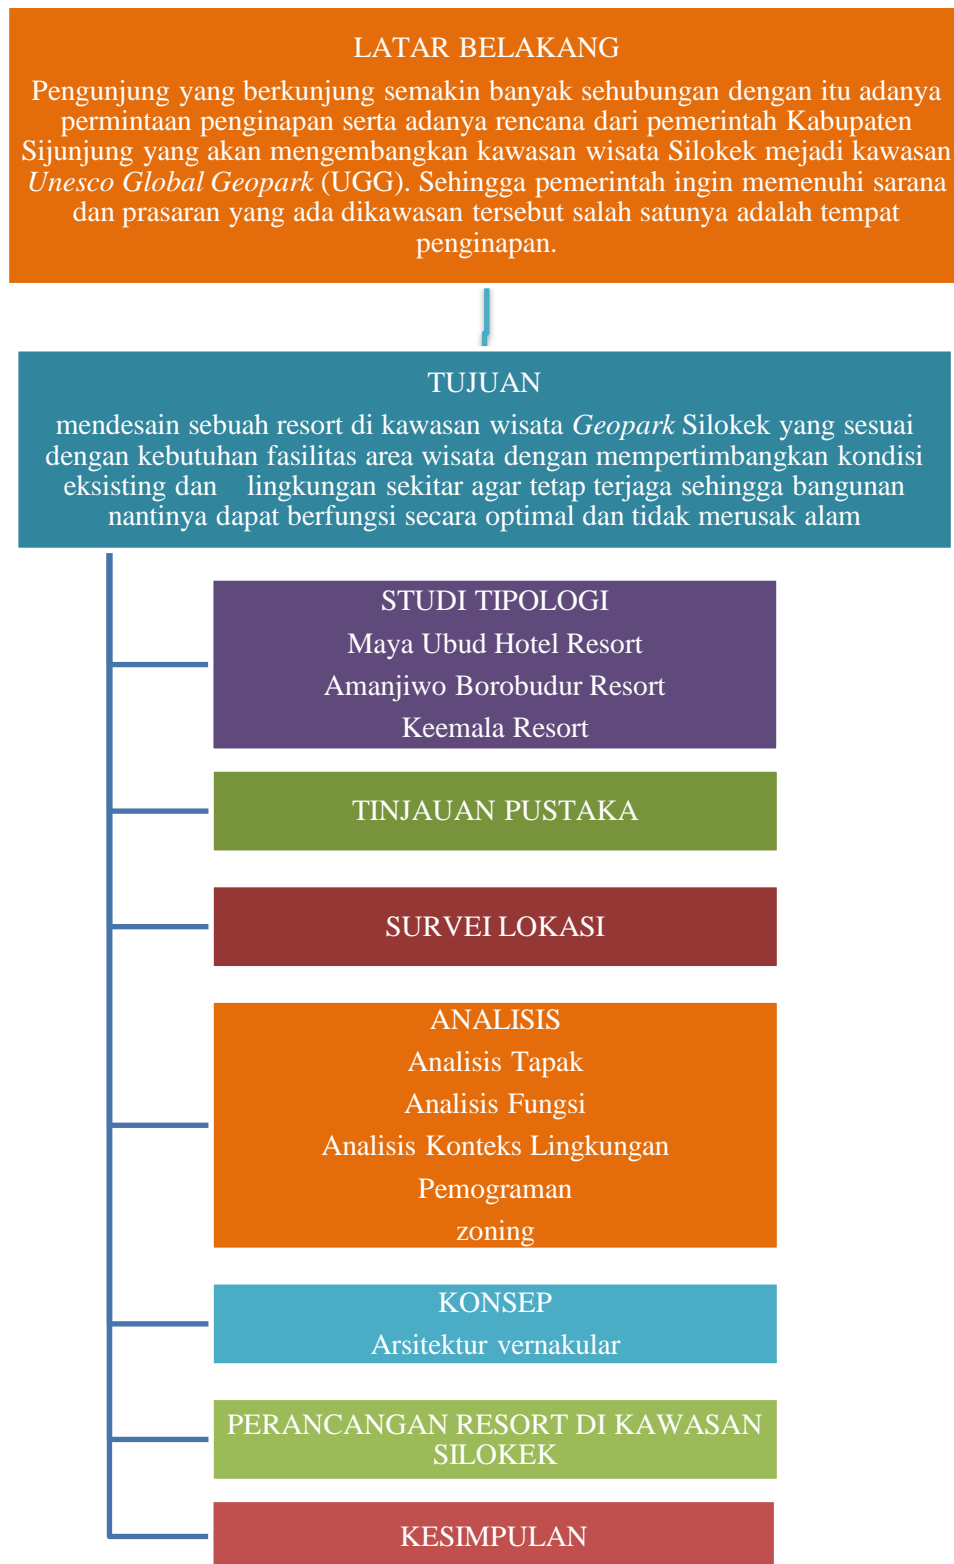 LATAR BELAKANG
Pengunjung yang berkunjung semakin banyak sehubungan dengan itu adanya
permintaan penginapan serta adanya rencana dari pemerintah Kabupaten
Sijunjung yang akan mengembangkan kawasan wisata Silokek mejadi kawasan
Unesco Global Geopark (UGG). Sehingga pemerintah ingin memenuhi sarana
dan prasaran yang ada dikawasan tersebut salah satunya adalah tempat
penginapan.
TUJUAN
mendesain sebuah resort di kawasan wisata Geopark Silokek yang sesuai
dengan kebutuhan fasilitas area wisata dengan mempertimbangkan kondisi
eksisting dan lingkungan sekitar agar tetap terjaga sehingga bangunan
nantinya dapat berfungsi secara optimal dan tidak merusak alam
STUDI TIPOLOGI
Maya Ubud Hotel Resort
Amanjiwo Borobudur Resort
Keemala Resort
TINJAUAN PUSTAKA
SURVEI LOKASI
ANALISIS
Analisis Tapak
Analisis Fungsi
Analisis Konteks Lingkungan
Pemograman
zoning
KONSEP
Arsitektur vernakular
PERANCANGAN RESORT DI KAWASAN
SILOKEK
KESIMPULAN